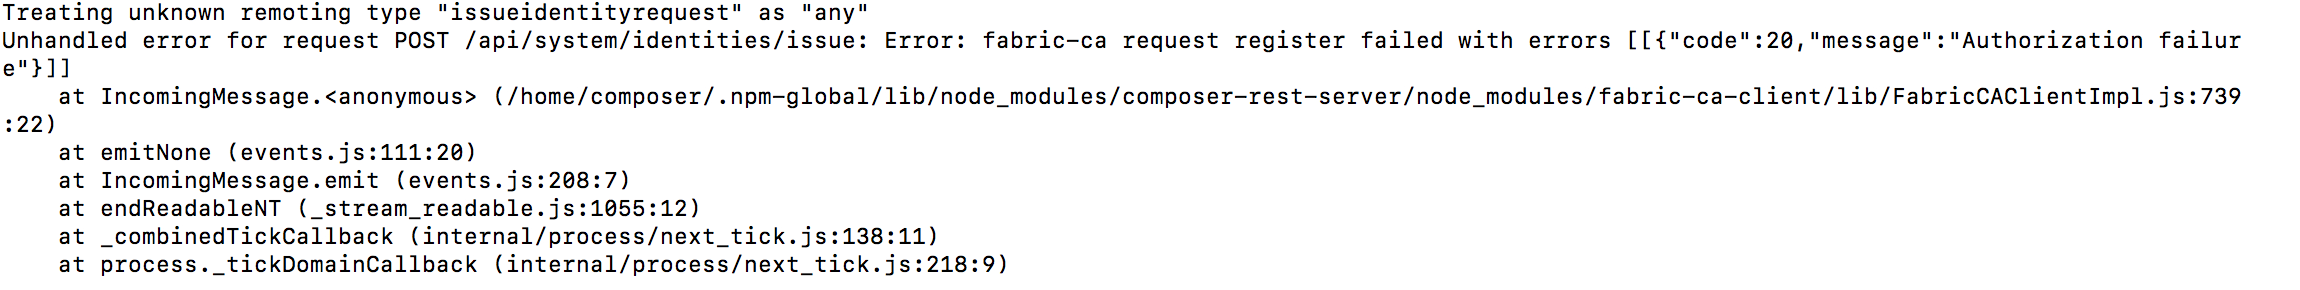 Treating unknown remoting type "issueidentityrequest" as "any"
Unhandled error for request POST /api/system/identities/issue: Error: fabric-ca request register failed with errors [[{"code":20,"message":"Authorization failur
e"}]]
    at IncomingMessage.<anonymous> (/home/composer/.npm-global/lib/node_modules/composer-rest-server/node_modules/fabric-ca-client/lib/FabricCAClientImpl.js:739
:22)
    at emitNone (events.js:111:20)
    at IncomingMessage.emit (events.js:208:7)
    at endReadableNT (_stream_readable.js:1055:12)
    at _combinedTickCallback (internal/process/next_tick.js:138:11)
    at process._tickDomainCallback (internal/process/next_tick.js:218:9)